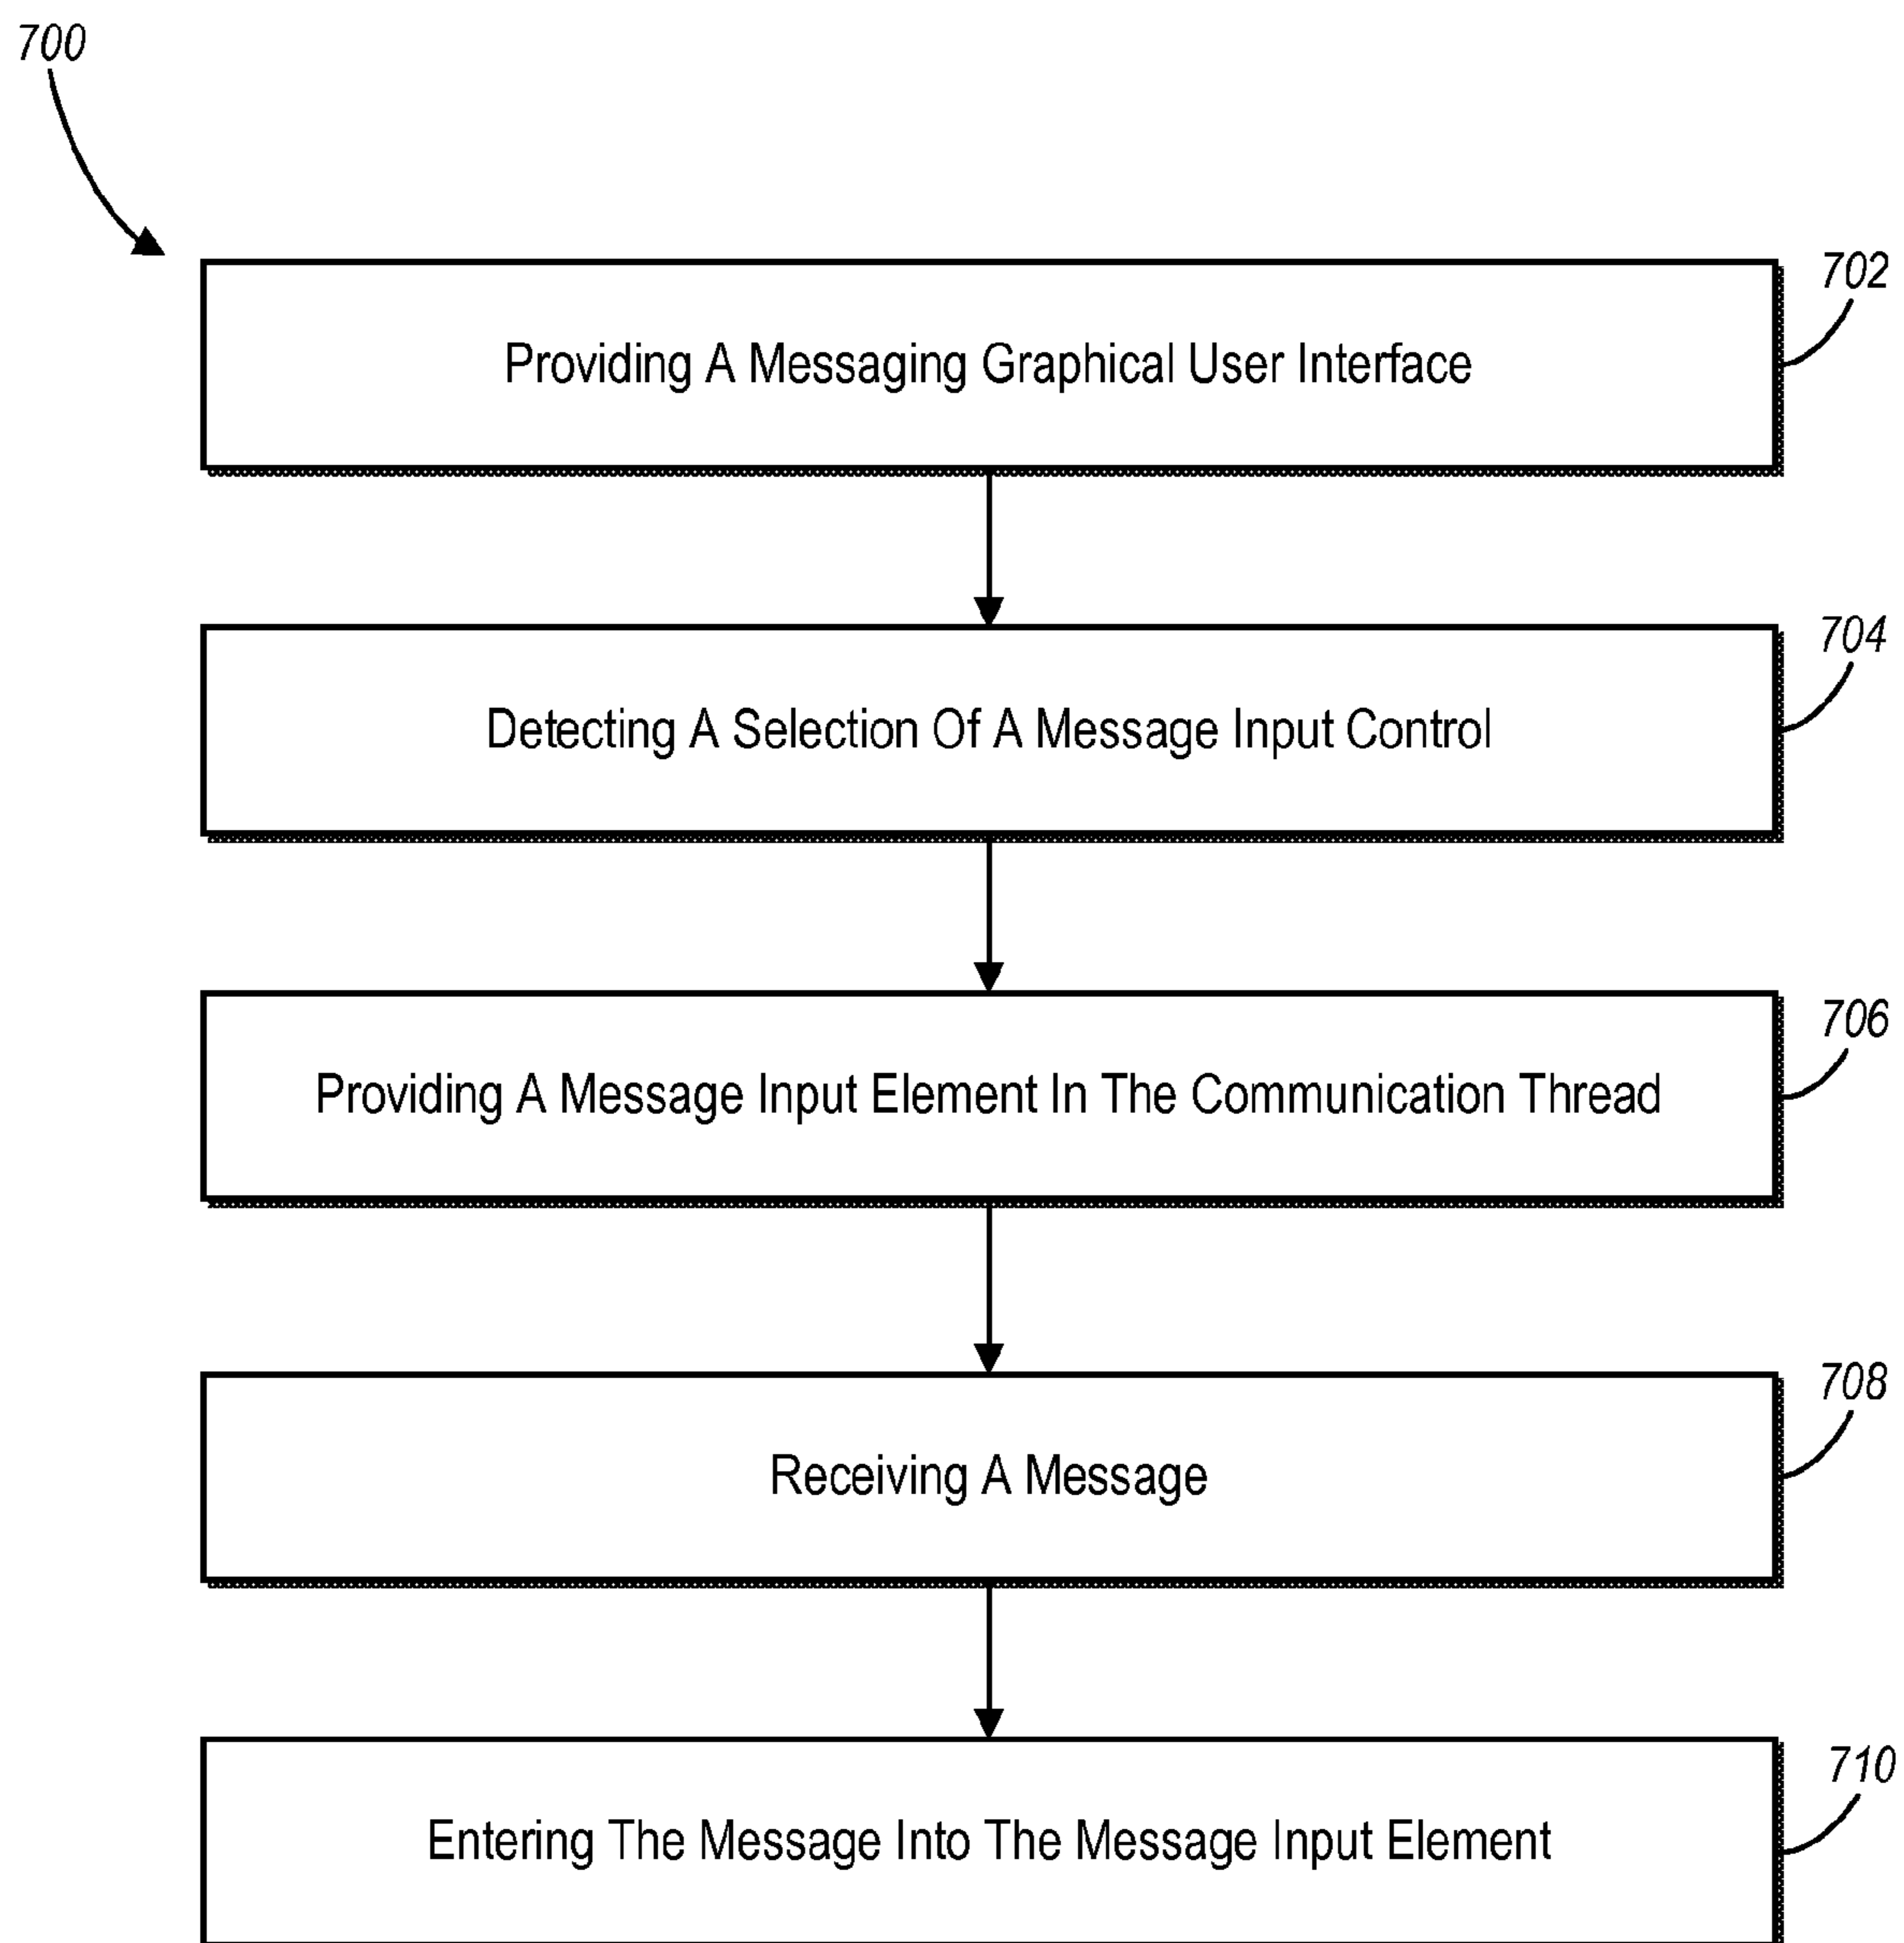 700
702
Providing A Messaging Graphical User Interface
704
Detecting A Selection Of A Message Input Control
706
Providing A Message Input Element In The Communication Thread
708
Receiving A Message
710
Entering The Message Into The Message Input Element